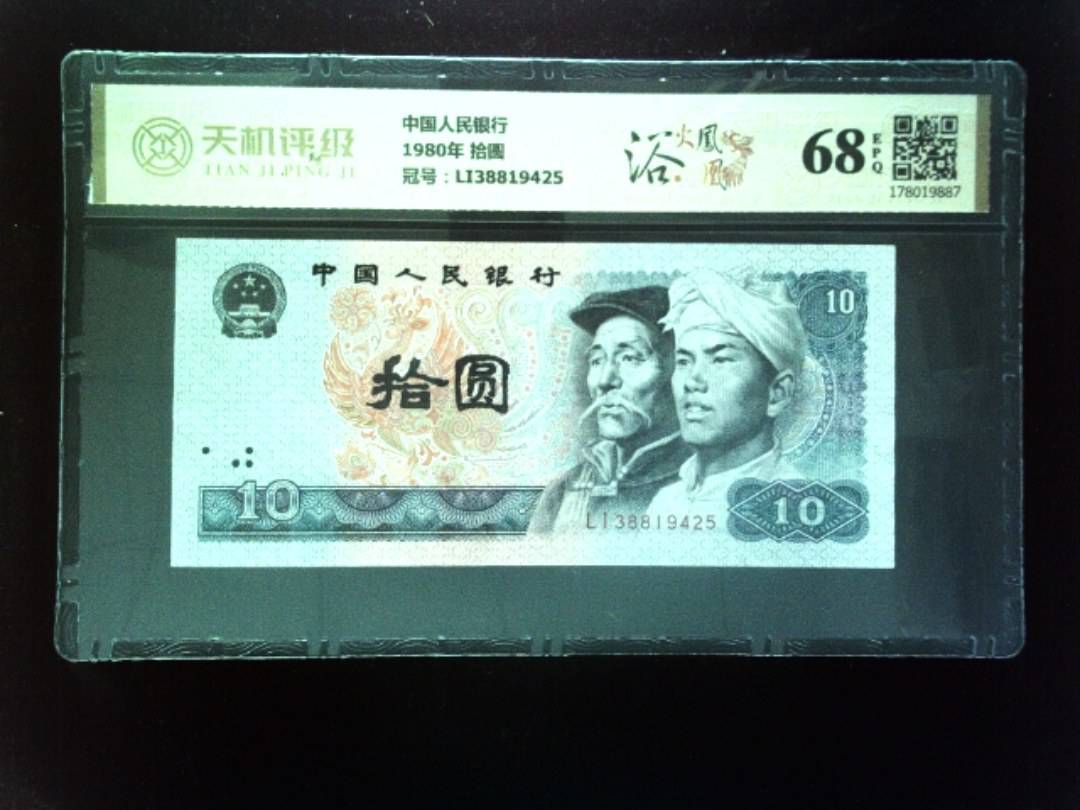 天机评级
TIAN JI PING JI
中国人民银行
1980年 拾圆
冠号：LI38819425
浴火凤凰
68
EPQ
178019887
中国人民银行
10
拾圆
10
LI38819425
10